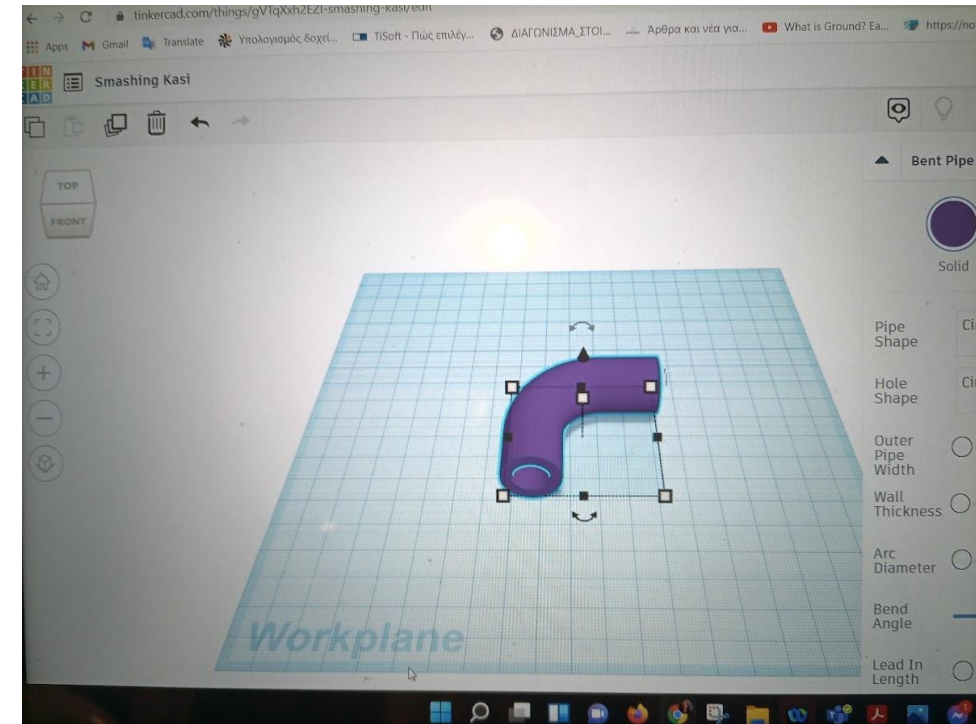 tinkercad.com/things/gVTqXxh2EZl-smashing-kasi/edit
Apps Gmail Translate Υπολογισμός δοχεί... TiSoft - Πώς επιλέγ... ΔΙΑΓΩΝΙΣΜΑ_ΣΤΟΙ... Άρθρα και νέα για... What is Ground? Ea... https://no
TIN
KER
CAD
Smashing Kasi
TOP
FRONT
Bent Pipe
Solid
Pipe
Shape
Ci
Hole
Shape
Ci
Outer
Pipe
Width
Wall
Thickness
Arc
Diameter
Bend
Angle
Lead In
Length
Workplane